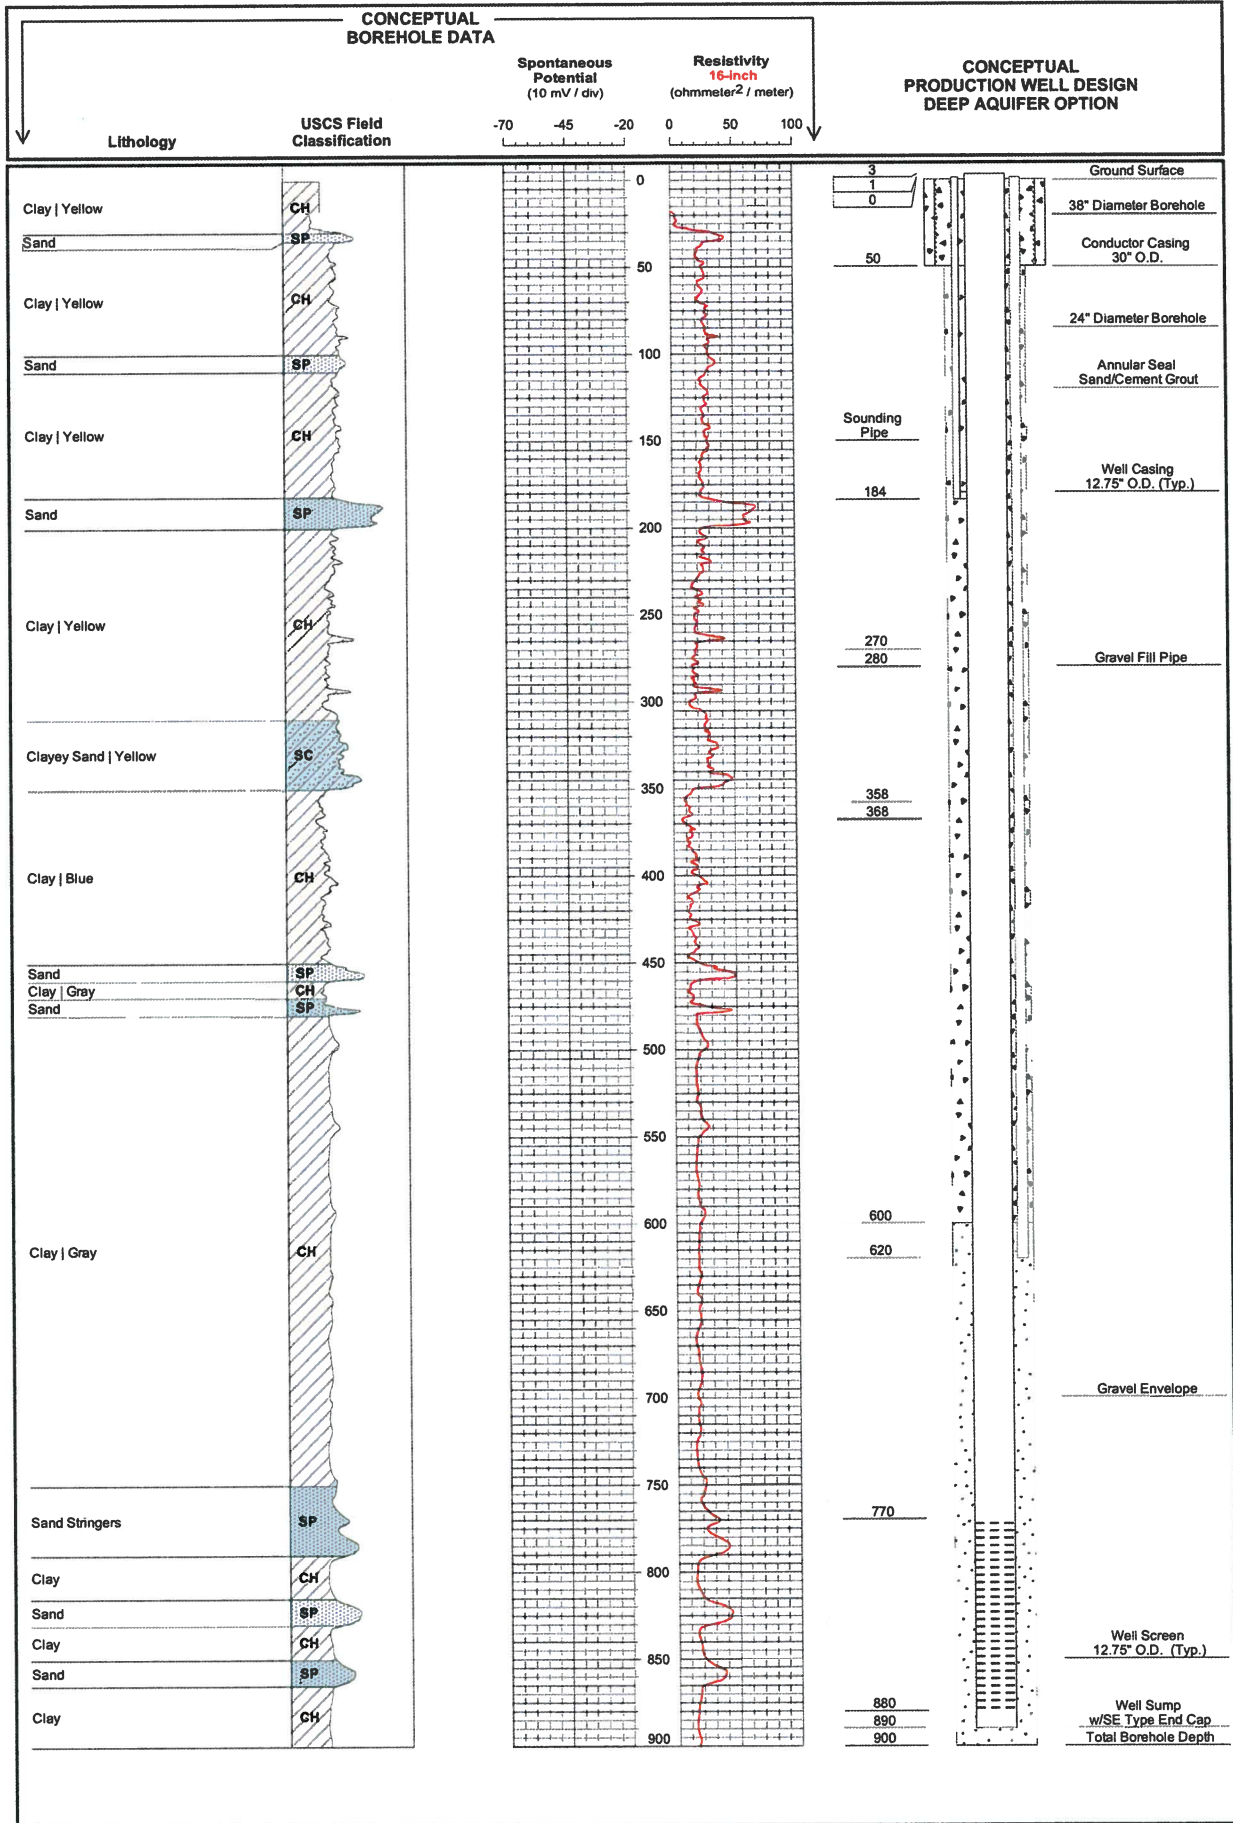 CONCEPTUAL
BOREHOLE DATA
Spontaneous
Potential
(10 mV / div)
Resistivity
16-inch
(ohmmeter2 / meter)
CONCEPTUAL
PRODUCTION WELL DESIGN
DEEP AQUIFER OPTION
Lithology
USCS Field
Classification
-70 -45 -20
0 50 100
Clay | Yellow
CH
Sand
SP
Clay | Yellow
CH
Sand
SP
Clay | Yellow
CH
Sand
SP
Clay | Yellow
CH
Clayey Sand | Yellow
SC
Clay | Blue
CH
Sand
SP
Clay | Gray
CH
Sand
SP
Clay | Gray
CH
Sand Stringers
SP
Clay
CH
Sand
SP
Clay
CH
Sand
SP
Clay
CH
0
50
100
150
200
250
300
350
400
450
500
550
600
650
700
750
800
850
900
3
1
0
50
Sounding
Pipe
184
270
280
358
368
600
620
770
880
890
900
Ground Surface
38" Diameter Borehole
Conductor Casing
30" O.D.
24" Diameter Borehole
Annular Seal
Sand/Cement Grout
Well Casing
12.75" O.D. (Typ.)
Gravel Fill Pipe
Gravel Envelope
Well Screen
12.75" O.D. (Typ.)
Well Sump
w/SE Type End Cap
Total Borehole Depth